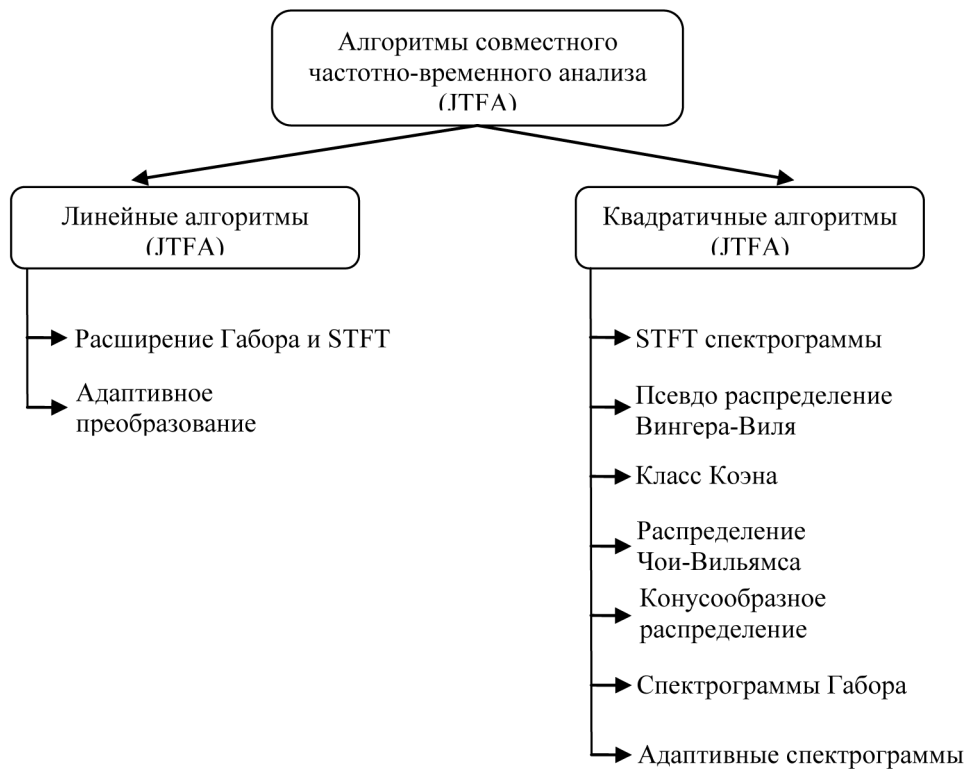 Алгоритмы совместного
частотно-временного анализа
(JTFA)
Линейные алгоритмы
(JTFA)
Расширение Габора и STFT
Адаптивное
преобразование
Квадратичные алгоритмы
(JTFA)
STFT спектрограммы
Псевдо распределение
Вингера-Виля
Класс Коэна
Распределение
Чои-Вильямса
Конусообразное
распределение
Спектрограммы Габора
Адаптивные спектрограммы